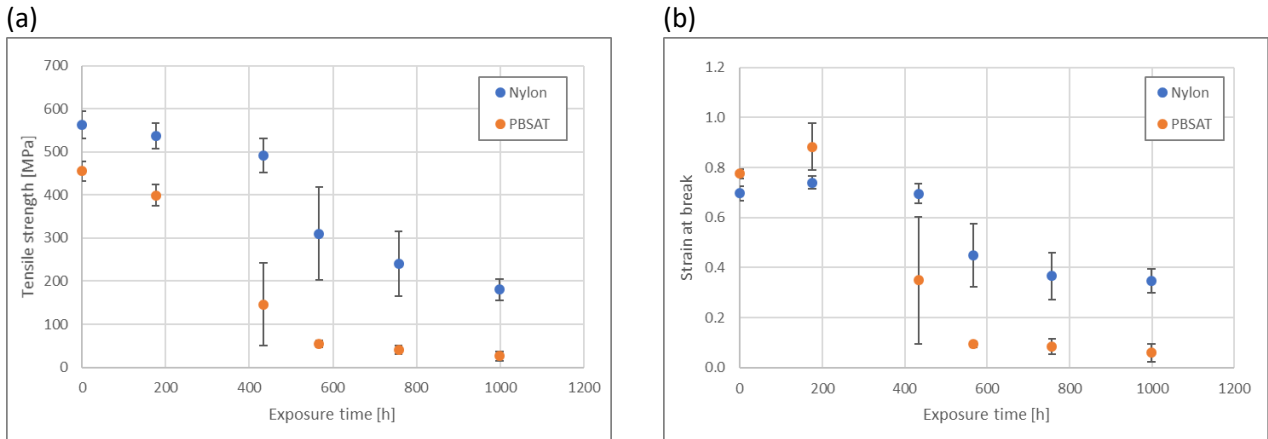 (a)
700
600
500
400
300
200
100
0
0 200 400 600 800 1000 1200
Tensile strength [MPa]
Exposure time [h]
Nylon
PBSAT
(b)
1.2
1.0
0.8
0.6
0.4
0.2
0.0
0 200 400 600 800 1000 1200
Strain at break
Exposure time [h]
Nylon
PBSAT